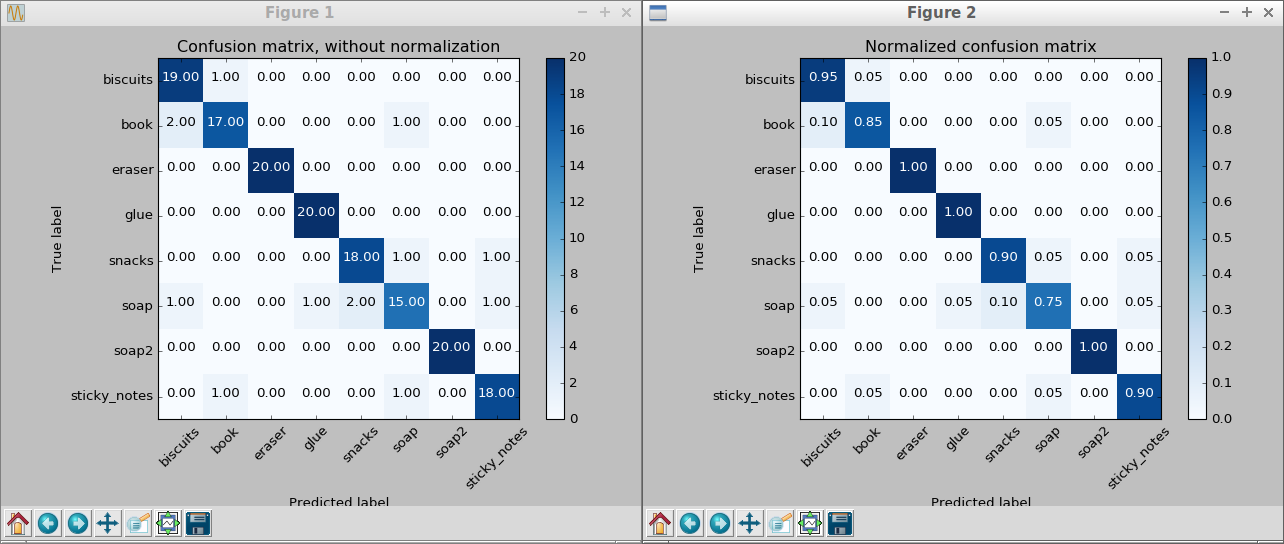 Figure 1
Confusion matrix, without normalization
biscuits 19.00 1.00 0.00 0.00 0.00 0.00 0.00 0.00
book 2.00 17.00 0.00 0.00 0.00 1.00 0.00 0.00
eraser 0.00 0.00 20.00 0.00 0.00 0.00 0.00 0.00
glue 0.00 0.00 0.00 20.00 0.00 0.00 0.00 0.00
snacks 0.00 0.00 0.00 0.00 18.00 1.00 0.00 1.00
soap 1.00 0.00 0.00 1.00 2.00 15.00 0.00 1.00
soap2 0.00 0.00 0.00 0.00 0.00 0.00 20.00 0.00
sticky_notes 0.00 1.00 0.00 0.00 0.00 1.00 0.00 18.00
True label
biscuits book eraser glue snacks soap soap2 sticky_notes
Predicted label
20
18
16
14
12
10
8
6
4
2
0
Figure 2
Normalized confusion matrix
biscuits 0.95 0.05 0.00 0.00 0.00 0.00 0.00 0.00
book 0.10 0.85 0.00 0.00 0.00 0.05 0.00 0.00
eraser 0.00 0.00 1.00 0.00 0.00 0.00 0.00 0.00
glue 0.00 0.00 0.00 1.00 0.00 0.00 0.00 0.00
snacks 0.00 0.00 0.00 0.00 0.90 0.05 0.00 0.05
soap 0.05 0.00 0.00 0.05 0.10 0.75 0.00 0.05
soap2 0.00 0.00 0.00 0.00 0.00 0.00 1.00 0.00
sticky_notes 0.00 0.05 0.00 0.00 0.00 0.05 0.00 0.90
True label
biscuits book eraser glue snacks soap soap2 sticky_notes
Predicted label
1.0
0.9
0.8
0.7
0.6
0.5
0.4
0.3
0.2
0.1
0.0